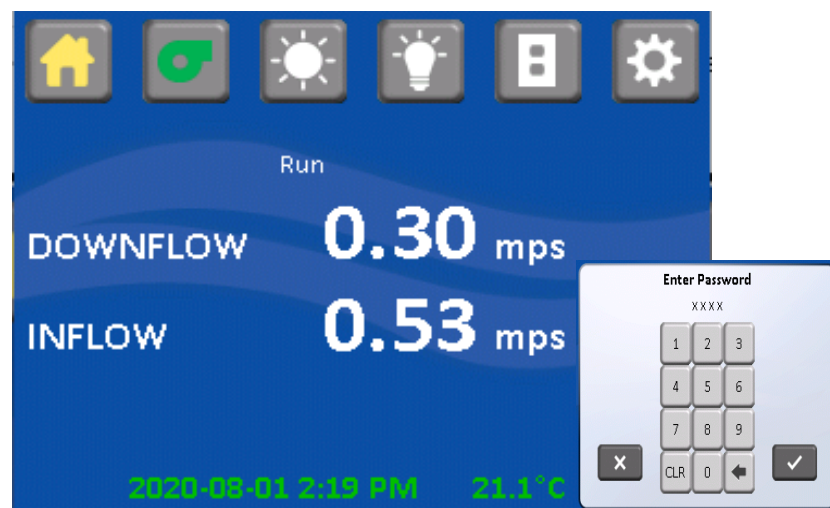 Run
DOWNFLOW 0.30 mps
INFLOW 0.53 mps
2020-08-01 2:19 PM 21.1°C
Enter Password
XXXX
1 2 3
4 5 6
7 8 9
CLR 0